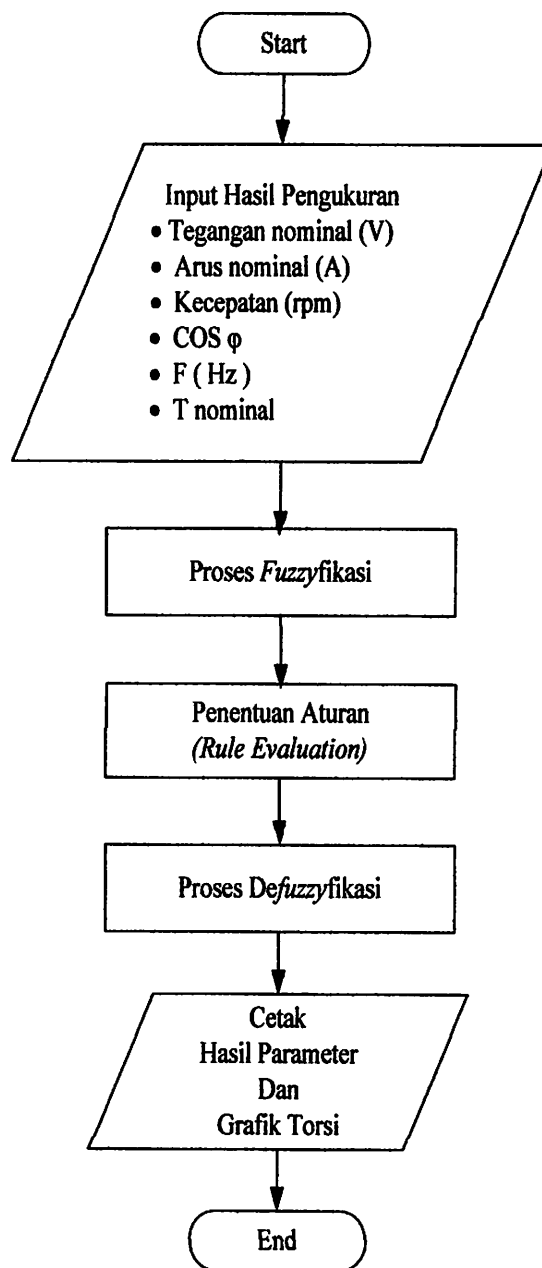 Start
Input Hasil Pengukuran
• Tegangan nominal (V)
• Arus nominal (A)
• Kecepatan (rpm)
• COS φ
• F ( Hz )
• T nominal
Proses Fuzzyfikasi
Penentuan Aturan
(Rule Evaluation)
Proses Defuzzyfikasi
Cetak
Hasil Parameter
Dan
Grafik Torsi
End